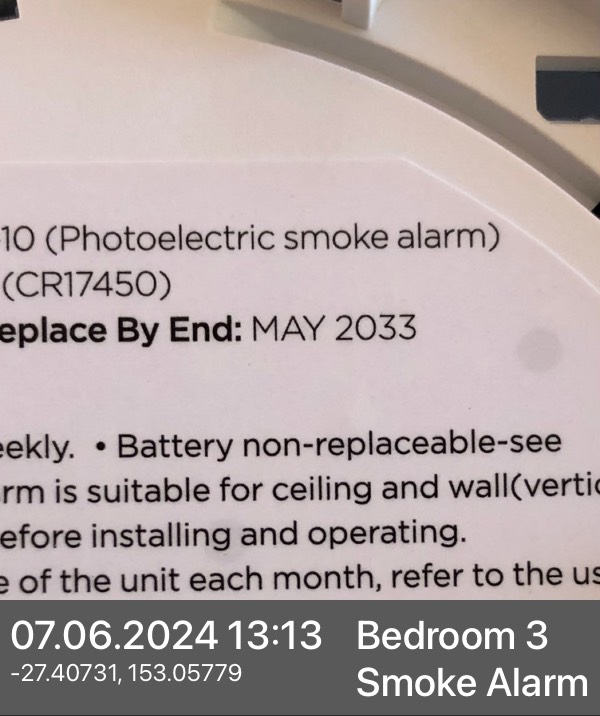 10 (Photoelectric smoke alarm)
(CR17450)
eplace By End: MAY 2033
eekly. • Battery non-replaceable-see
rm is suitable for ceiling and wall(vertic
efore installing and operating.
e of the unit each month, refer to the us
07.06.2024 13:13
-27.40731, 153.05779
Bedroom 3
Smoke Alarm